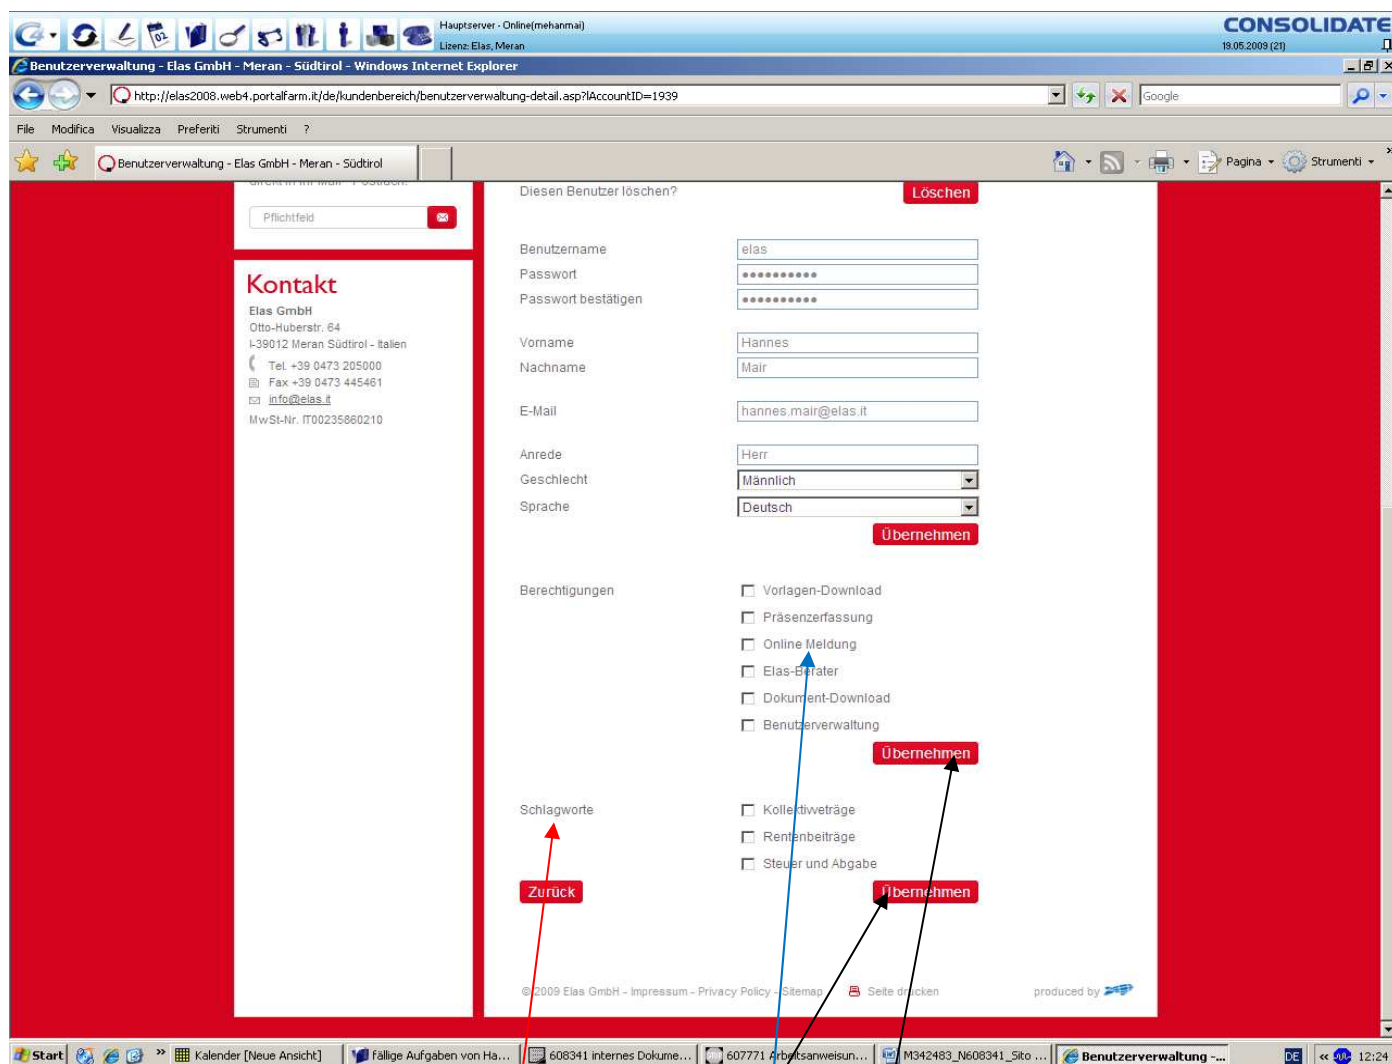 Hauptserver - Online(mehanmai)
Lizenz: Elas, Meran
CONSOLIDATE
19.05.2009 (21)
Benutzerverwaltung - Elas GmbH - Meran - Südtirol - Windows Internet Explorer
http://elas2008.web4.portalfarm.it/de/kundenbereich/benutzerverwaltung-detail.asp?lAccountID=1939
Google
File Modifica Visualizza Preferiti Strumenti ?
Benutzerverwaltung - Elas GmbH - Meran - Südtirol
Pagina Strumenti
Pflichtfeld
Kontakt
Elas GmbH
Otto-Huberstr. 64
I-39012 Meran Südtirol - Italien
Tel. +39 0473 205000
Fax +39 0473 445461
info@elas.it
MwSt-Nr. IT00235860210
Diesen Benutzer löschen? Löschen
Benutzername elas
Passwort ••••••••••
Passwort bestätigen ••••••••••
Vorname Hannes
Nachname Mair
E-Mail hannes.mair@elas.it
Anrede Herr
Geschlecht Männlich
Sprache Deutsch
Übernehmen
Berechtigungen Vorlagen-Download
Präsenzerfassung
Online Meldung
Elas-Berater
Dokument-Download
Benutzerverwaltung
Übernehmen
Schlagworte Kollektivveträge
Rentenbeiträge
Steuer und Abgabe
Zurück Übernehmen
© 2009 Elas GmbH - Impressum - Privacy Policy - Sitemap Seite drucken produced by
Start » Kalender [Neue Ansicht] fällige Aufgaben von Ha... 608341 internes Dokume... 607771 Arbeitsanweisun... M342483_N608341_Sito ... Benutzerverwaltung -... DE « 12:24